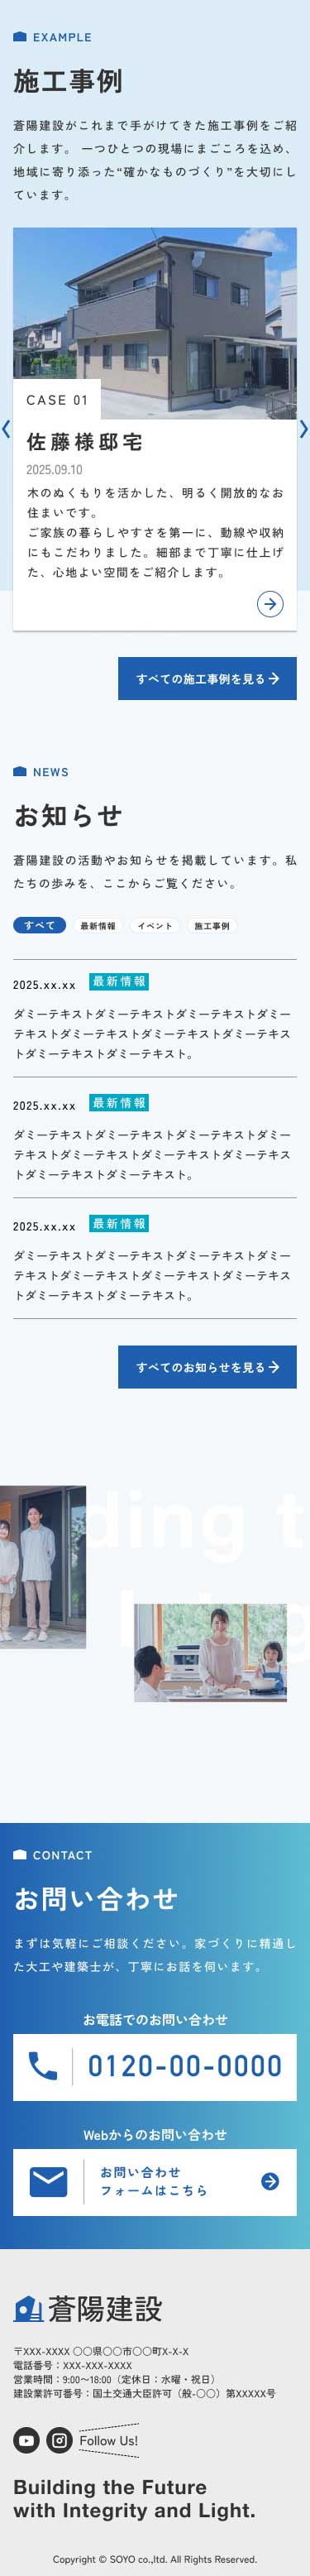 EXAMPLE
施工事例
蒼陽建設がこれまで手がけてきた施工事例をご紹
介します。 一つひとつの現場にまごころを込め、
地域に寄り添った“確かなものづくり”を大切にし
ています。
CASE 01
佐藤様邸宅
2025.09.10
木のぬくもりを活かした、明るく開放的なお
住まいです。
ご家族の暮らしやすさを第一に、動線や収納
にもこだわりました。細部まで丁寧に仕上げ
た、心地よい空間をご紹介します。
すべての施工事例を見る
NEWS
お知らせ
蒼陽建設の活動やお知らせを掲載しています。私
たちの歩みを、ここからご覧ください。
すべて 最新情報 イベント 施工事例
2025.xx.xx 最新情報
ダミーテキストダミーテキストダミーテキストダミー
テキストダミーテキストダミーテキストダミーテキス
トダミーテキストダミーテキスト。
2025.xx.xx 最新情報
ダミーテキストダミーテキストダミーテキストダミー
テキストダミーテキストダミーテキストダミーテキス
トダミーテキストダミーテキスト。
2025.xx.xx 最新情報
ダミーテキストダミーテキストダミーテキストダミー
テキストダミーテキストダミーテキストダミーテキス
トダミーテキストダミーテキスト。
すべてのお知らせを見る
ding t
CONTACT
お問い合わせ
まずは気軽にご相談ください。家づくりに精通し
た大工や建築士が、丁寧にお話を伺います。
お電話でのお問い合わせ
0120-00-0000
Webからのお問い合わせ
お問い合わせ
フォームはこちら
蒼陽建設
〒XXX-XXXX 〇〇県〇〇市〇〇町X-X-X
電話番号：XXX-XXX-XXXX
営業時間：9:00〜18:00（定休日：水曜・祝日）
建設業許可番号：国土交通大臣許可（般-〇〇）第XXXXX号
Follow Us!
Building the Future
with Integrity and Light.
Copyright © SOYO co.,ltd. All Rights Reserved.